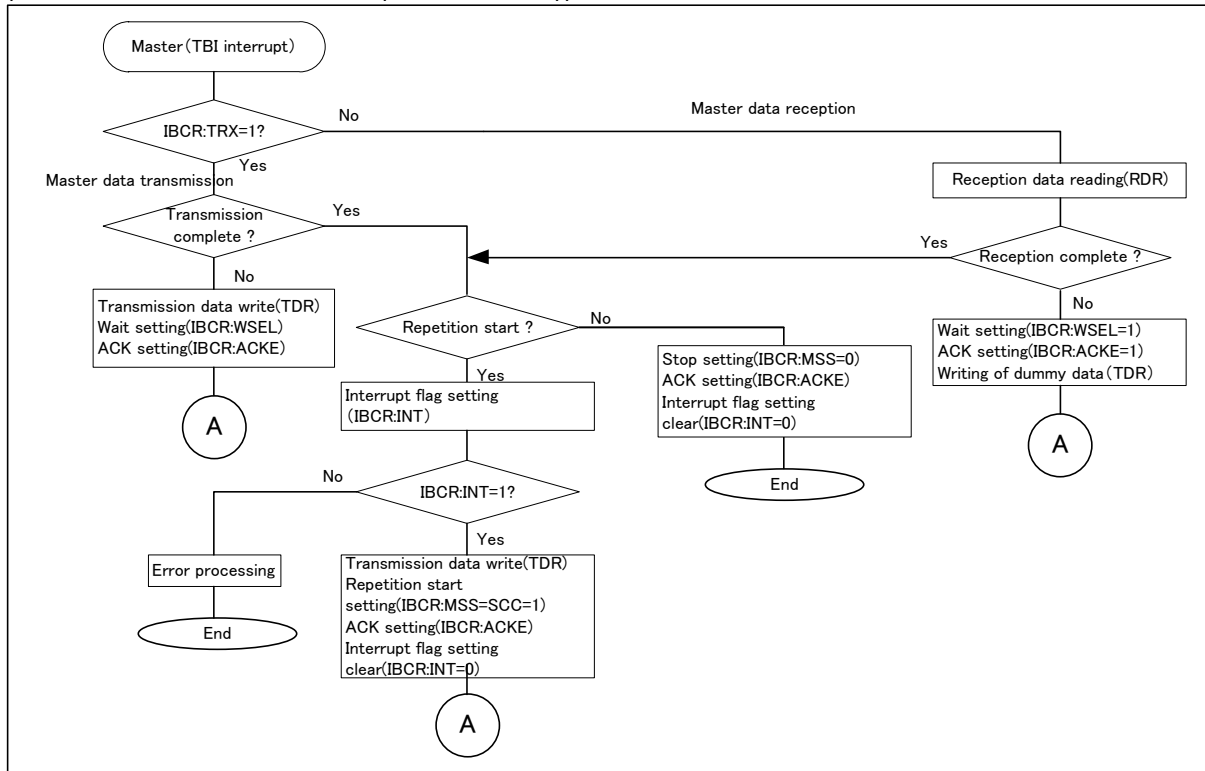 Master(TBI interrupt)
IBCR:TRX=1?
No
Master data reception
Yes
Master data transmission
Reception data reading(RDR)
Transmission
complete ?
Yes
No
Yes
Reception complete ?
No
Transmission data write(TDR)
Wait setting(IBCR:WSEL)
ACK setting(IBCR:ACKE)
A
Repetition start ?
No
Yes
Wait setting(IBCR:WSEL=1)
ACK setting(IBCR:ACKE=1)
Writing of dummy data(TDR)
A
Stop setting(IBCR:MSS=0)
ACK setting(IBCR:ACKE)
Interrupt flag setting
clear(IBCR:INT=0)
End
Interrupt flag setting
(IBCR:INT)
No
IBCR:INT=1?
Yes
Error processing
End
Transmission data write(TDR)
Repetition start
setting(IBCR:MSS=SCC=1)
ACK setting(IBCR:ACKE)
Interrupt flag setting
clear(IBCR:INT=0)
A